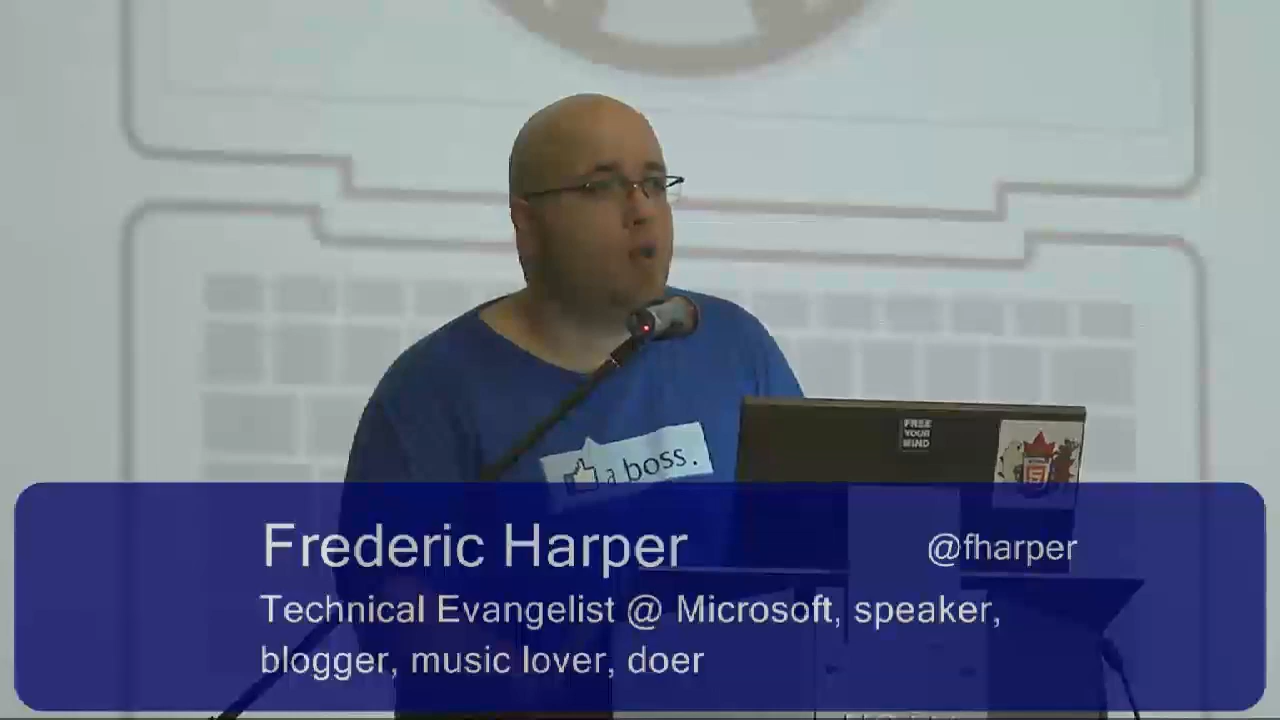 FREE
YOUR
MIND
a boss.
Frederic Harper
@fharper
Technical Evangelist @ Microsoft, speaker,
blogger, music lover, doer